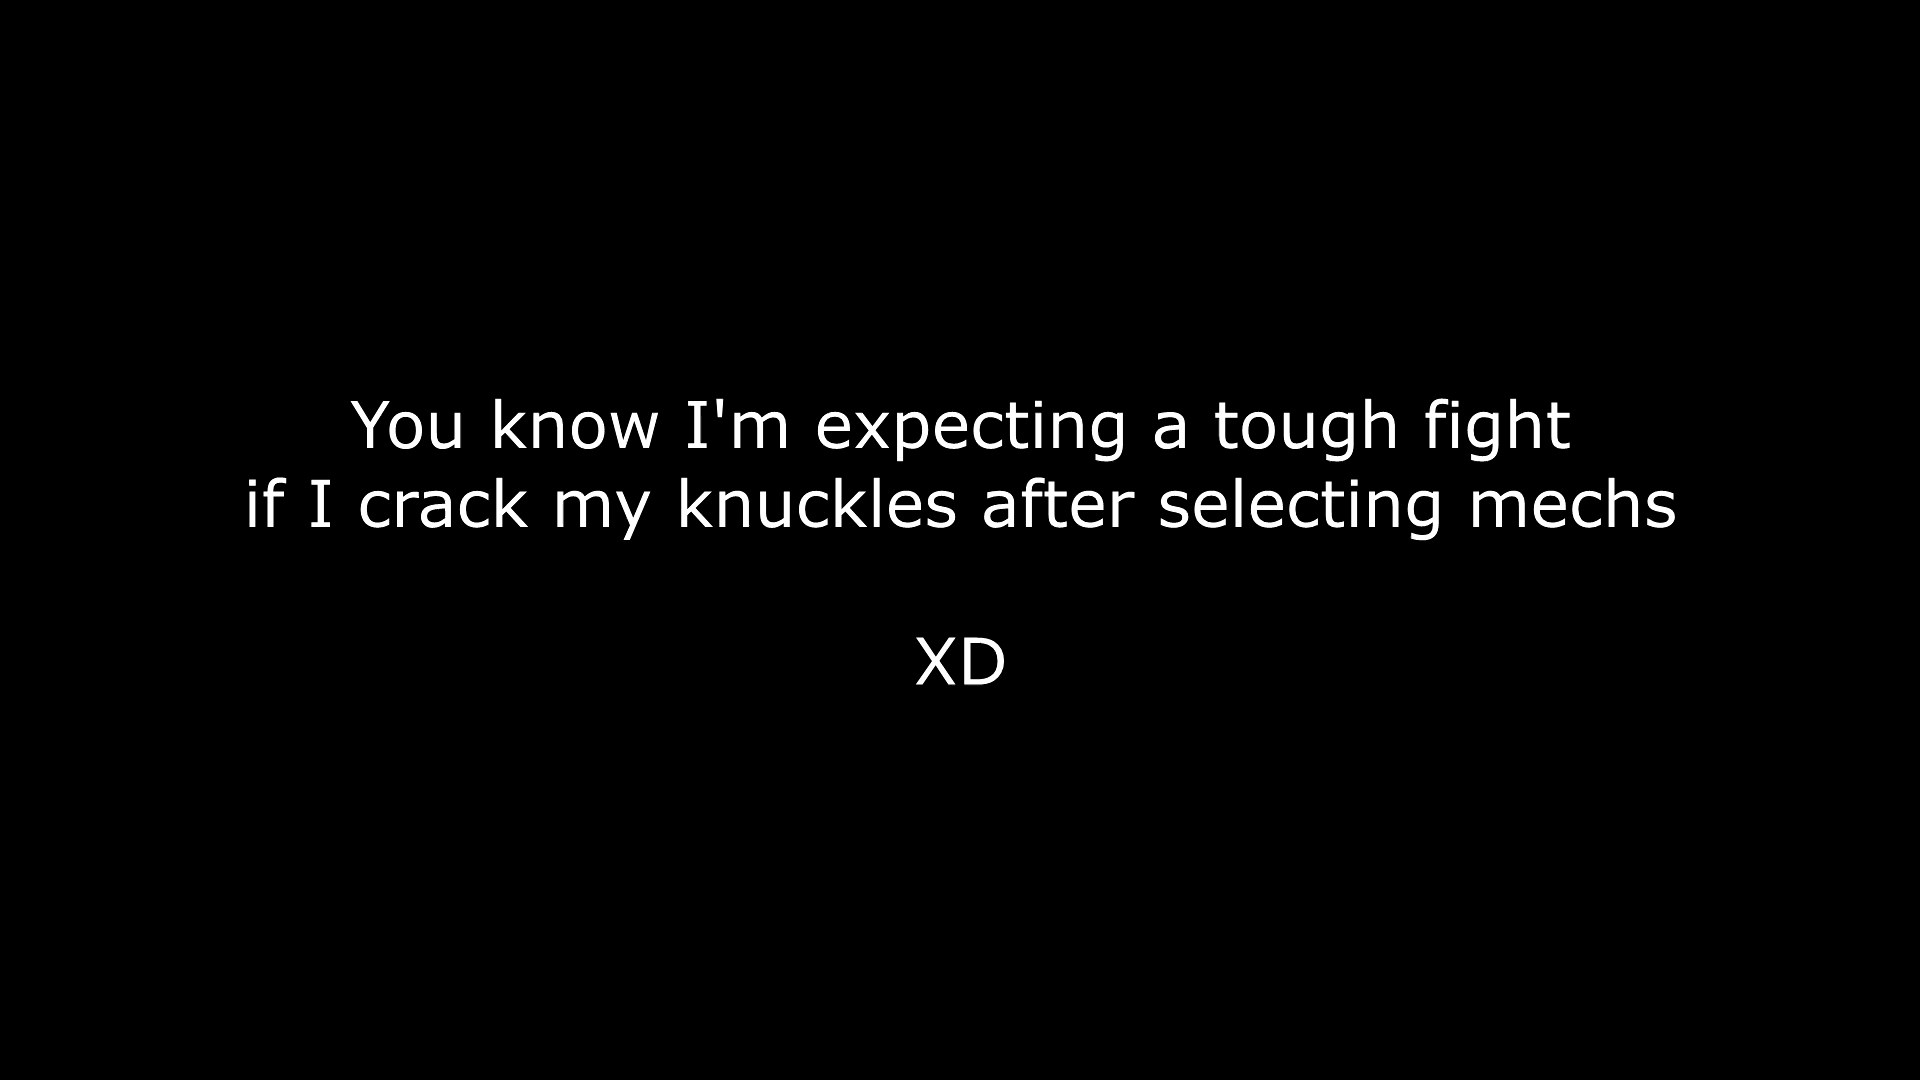 You know I'm expecting a tough fight
if I crack my knuckles after selecting mechs
XD